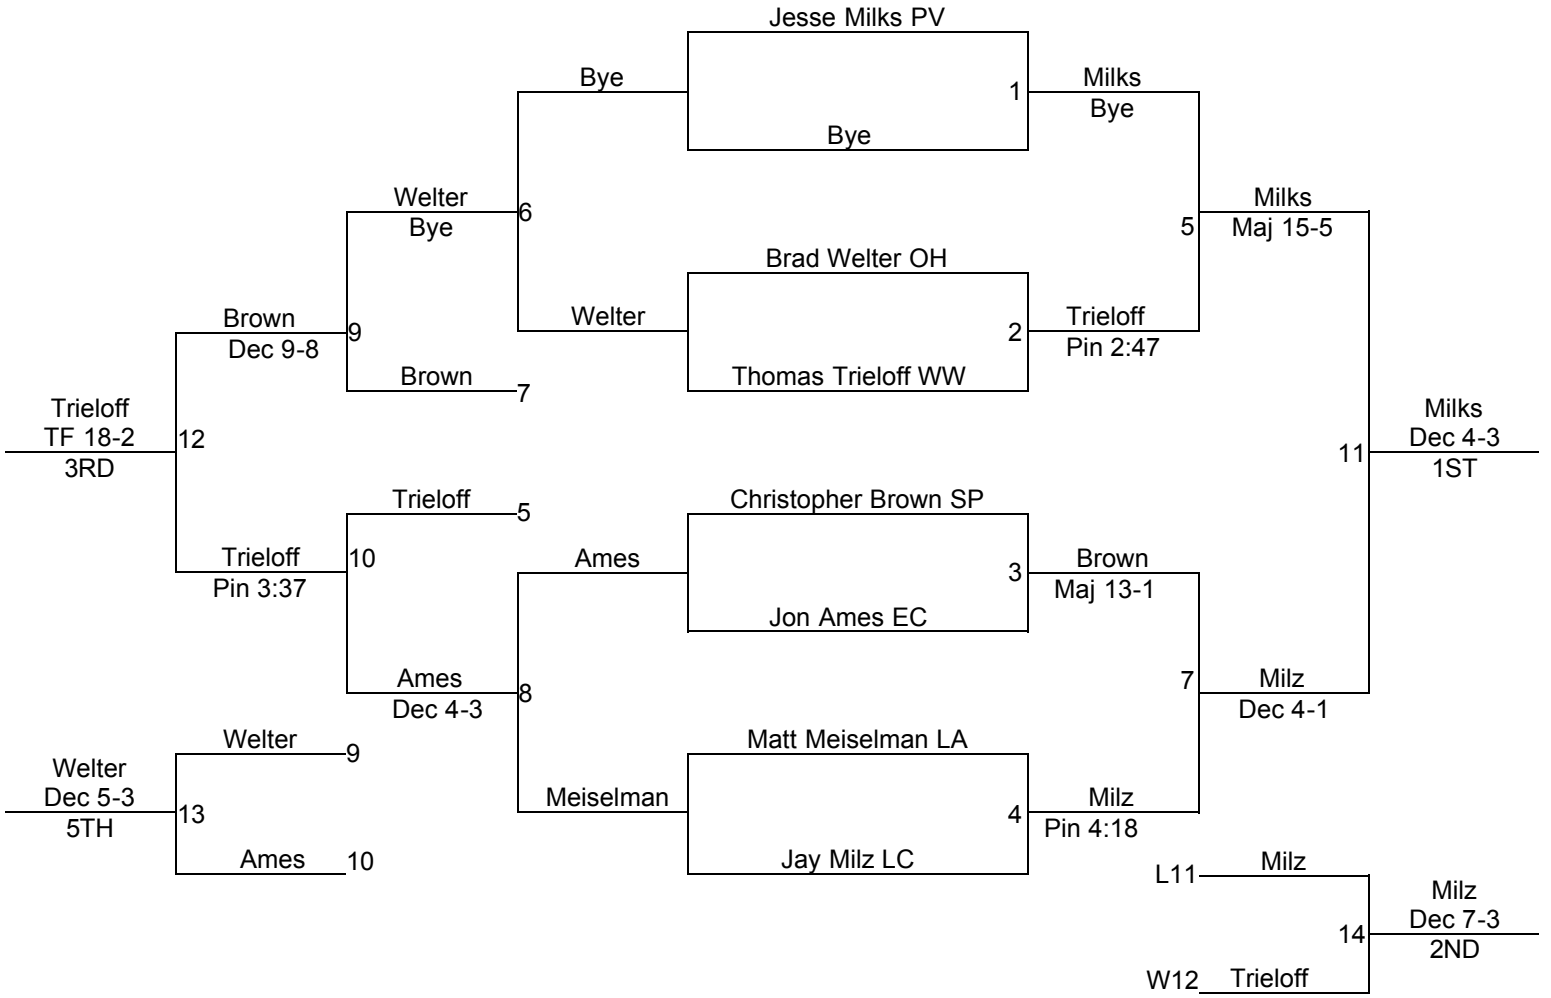 Jesse Milks PV
Bye
1
Milks
Bye
Bye
Welter
Bye
6
Milks
Maj 15-5
5
Brad Welter OH
Welter
2
Trieloff
Pin 2:47
Thomas Trieloff WW
Brown
Dec 9-8
9
Brown
7
Trieloff
TF 18-2
3RD
12
Milks
Dec 4-3
1ST
11
Trieloff
5
Christopher Brown SP
Trieloff
Pin 3:37
10
Ames
3
Brown
Maj 13-1
Jon Ames EC
Ames
Dec 4-3
8
7
Milz
Dec 4-1
Welter
9
Matt Meiselman LA
Welter
Dec 5-3
5TH
13
Meiselman
4
Milz
Pin 4:18
Ames
10
Jay Milz LC
L11
Milz
14
Milz
Dec 7-3
2ND
W12
Trieloff